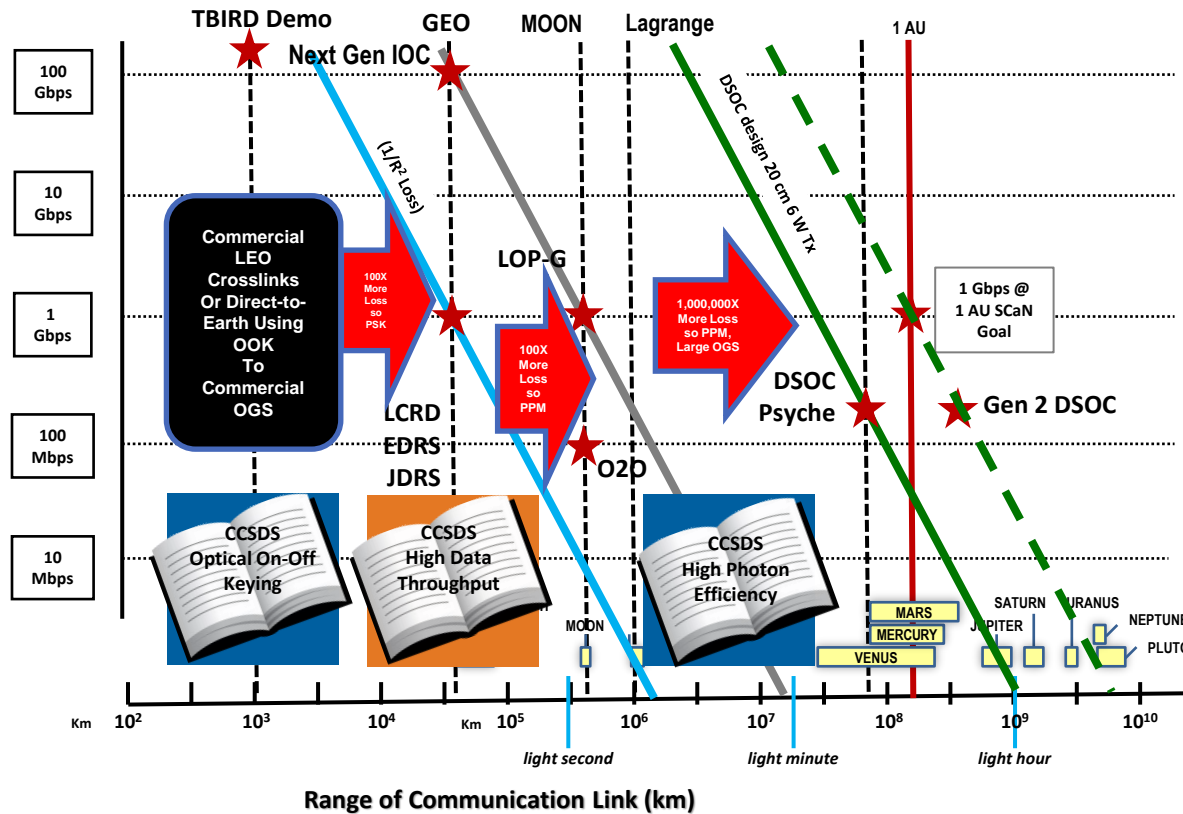 TBIRD Demo
GEO
MOON
Lagrange
1 AU
Next Gen IOC
100
Gbps
10
Gbps
1
Gbps
100
Mbps
10
Mbps
(1/R² Loss)
DSOC design 20 cm 6 W Tx
Commercial
LEO
Crosslinks
Or Direct-to-
Earth Using
OOK
To
Commercial
OGS
100X
More
Loss
so
PSK
LOP-G
100X
More
Loss
so
PPM
1,000,000X
More Loss
so PPM,
Large OGS
1 Gbps @
1 AU SCaN
Goal
LCRD
EDRS
JDRS
O2O
DSOC
Psyche
Gen 2 DSOC
CCSDS
Optical On-Off
Keying
CCSDS
High Data
Throughput
CCSDS
High Photon
Efficiency
MOON
MARS
MERCURY
VENUS
JUPITER
SATURN
URANUS
NEPTUNE
PLUTO
Km
10²
10³
10⁴
Km
10⁵
10⁶
10⁷
10⁸
10⁹
10¹⁰
light second
light minute
light hour
Range of Communication Link (km)